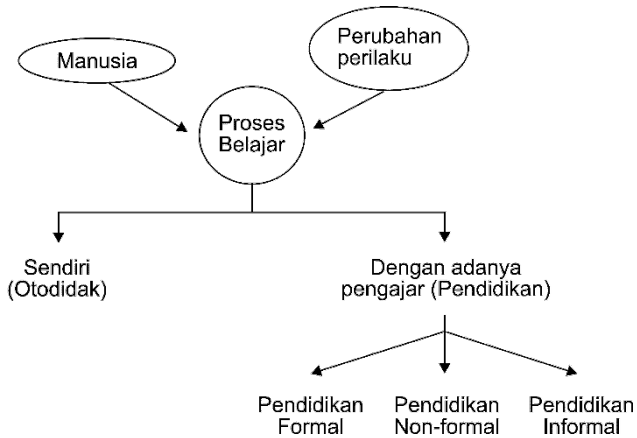 Manusia
Perubahan
perilaku
Proses
Belajar
Sendiri
(Otodidak)
Dengan adanya
pengajar (Pendidikan)
Pendidikan
Formal
Pendidikan
Non-formal
Pendidikan
Informal